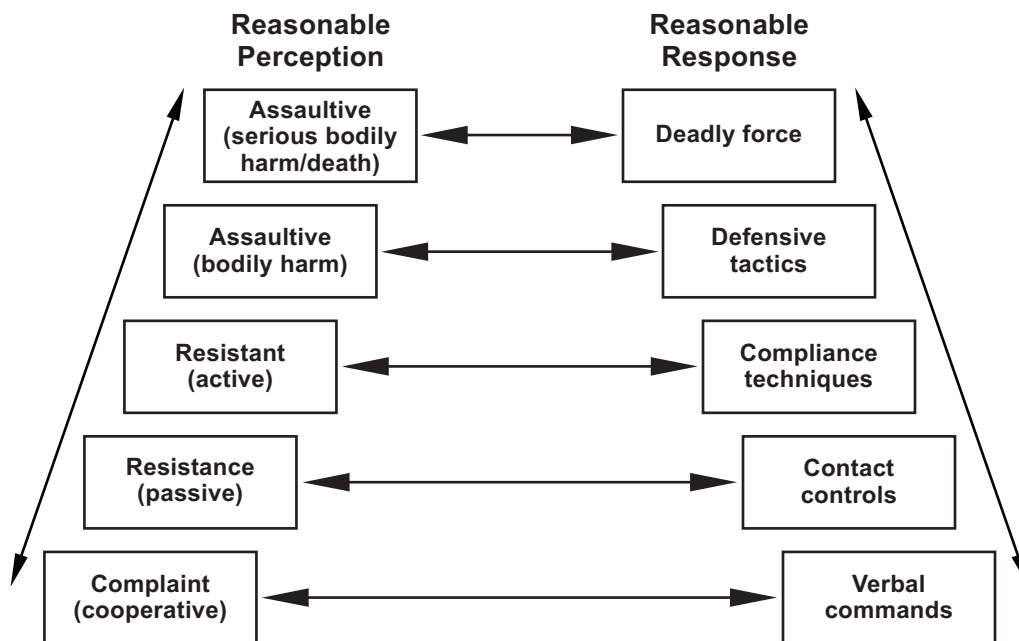 Reasonable
Perception
Reasonable
Response
Assaultive
(serious bodily
harm/death)
Deadly force
Assaultive
(bodily harm)
Defensive
tactics
Resistant
(active)
Compliance
techniques
Resistance
(passive)
Contact
controls
Complaint
(cooperative)
Verbal
commands